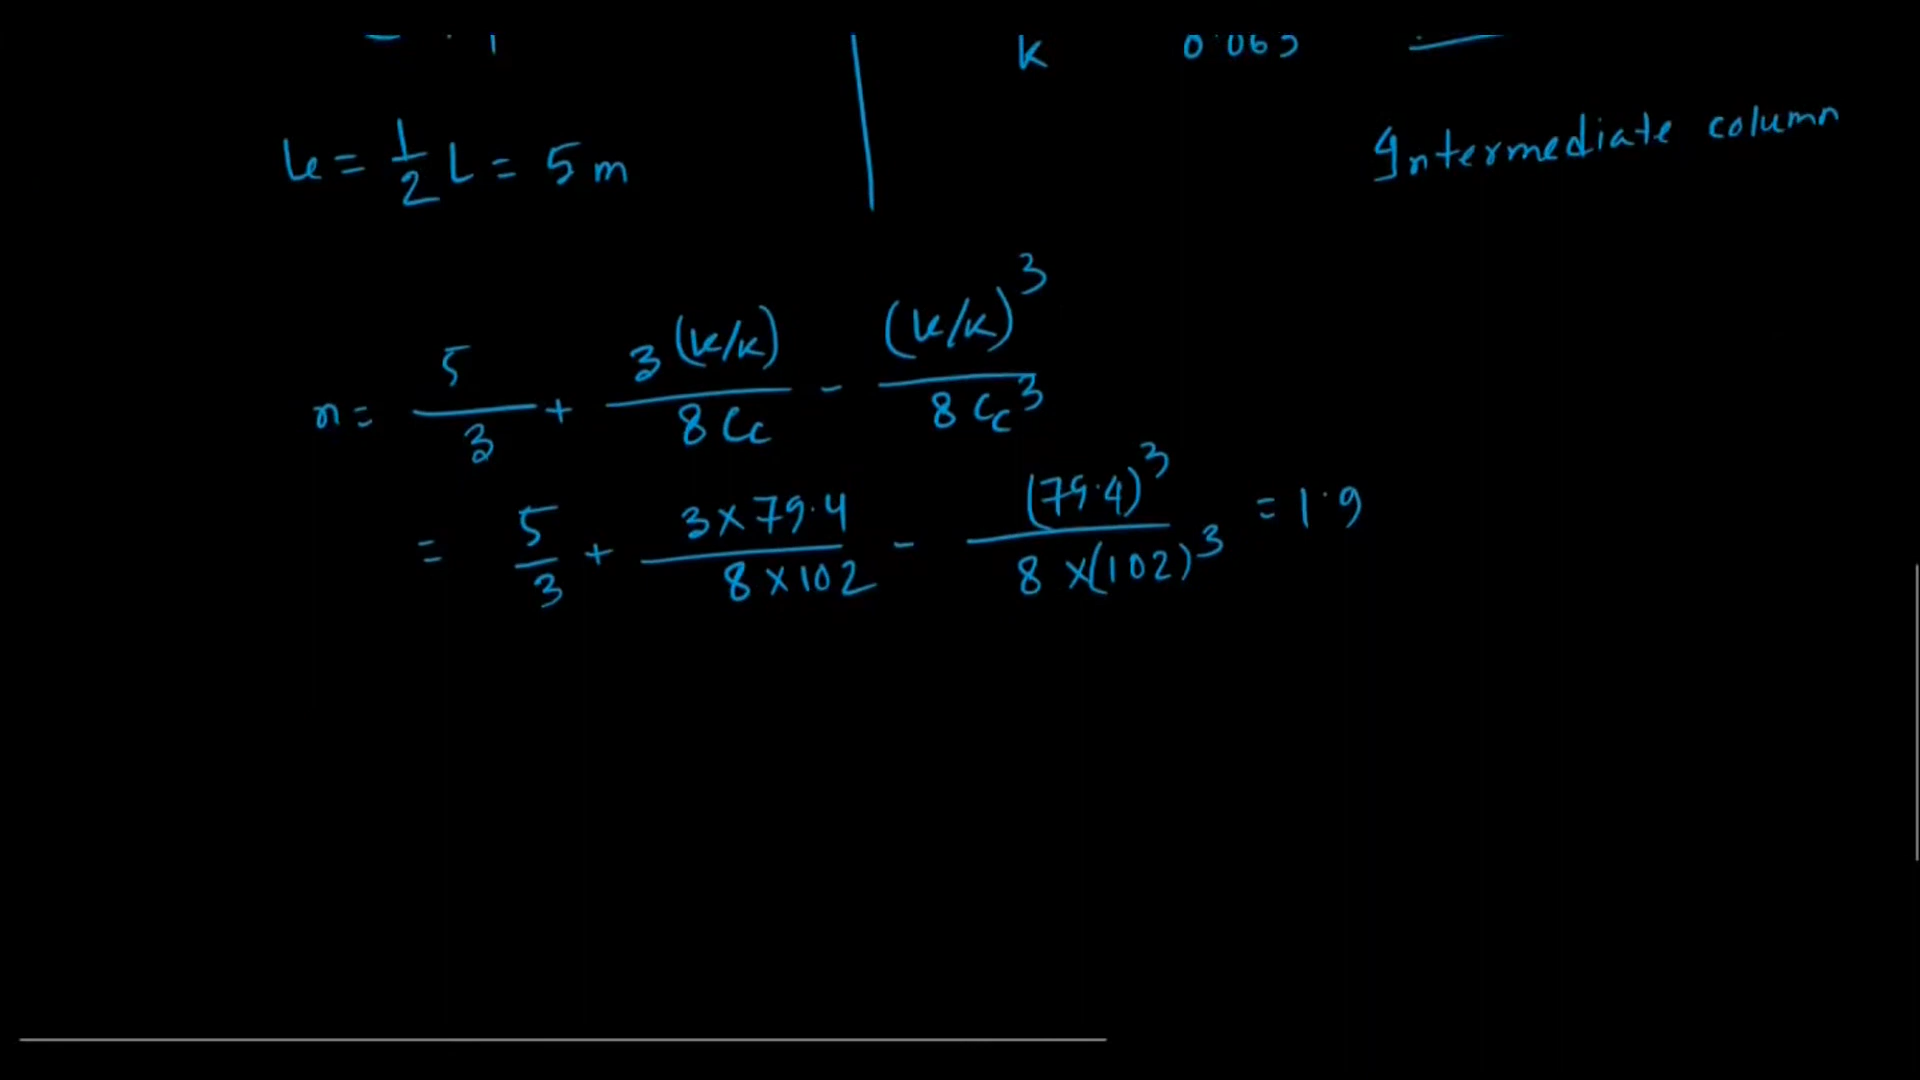 k 0.063
le = 1/2 L = 5 m
Intermediate column
n = 5/3 + 3(le/k)/8Cc - (le/k)^3/8Cc^3
= 5/3 + 3×79.4/8×102 - (79.4)^3/8×(102)^3 = 1.9